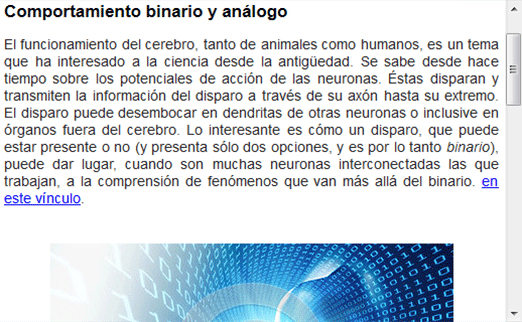 Comportamiento binario y análogo
El funcionamiento del cerebro, tanto de animales como humanos, es un tema
que ha interesado a la ciencia desde la antigüedad. Se sabe desde hace
tiempo sobre los potenciales de acción de las neuronas. Éstas disparan y
transmiten la información del disparo a través de su axón hasta su extremo.
El disparo puede desembocar en dendritas de otras neuronas o inclusive en
órganos fuera del cerebro. Lo interesante es cómo un disparo, que puede
estar presente o no (y presenta sólo dos opciones, y es por lo tanto binario),
puede dar lugar, cuando son muchas neuronas interconectadas las que
trabajan, a la comprensión de fenómenos que van más allá del binario. en
este vínculo.